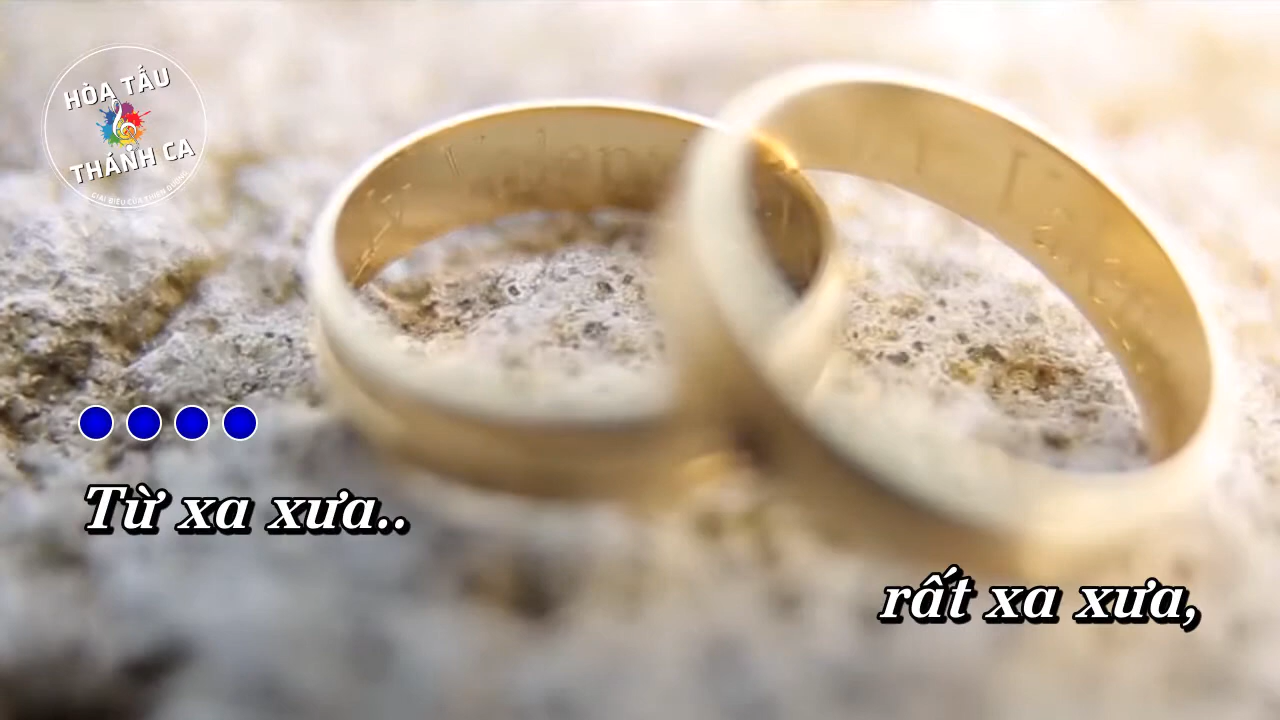 HÒA TẤU
THÁNH CA
Từ xa xưa..
rất xa xưa,